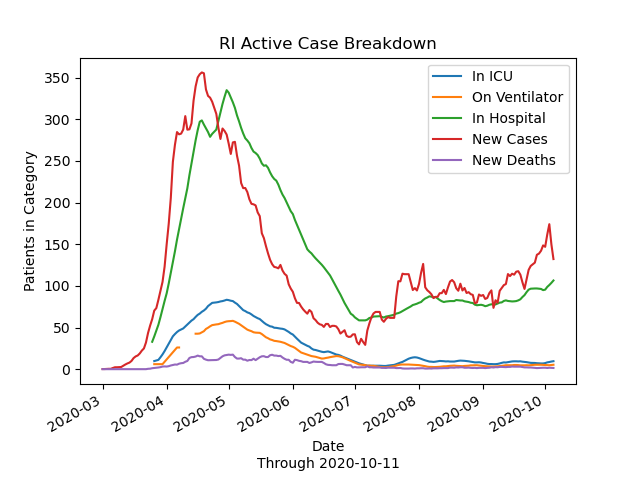 RI Active Case Breakdown
Patients in Category
350
300
250
200
150
100
50
0
In ICU
On Ventilator
In Hospital
New Cases
New Deaths
2020-03
2020-04
2020-05
2020-06
2020-07
2020-08
2020-09
2020-10
Date
Through 2020-10-11